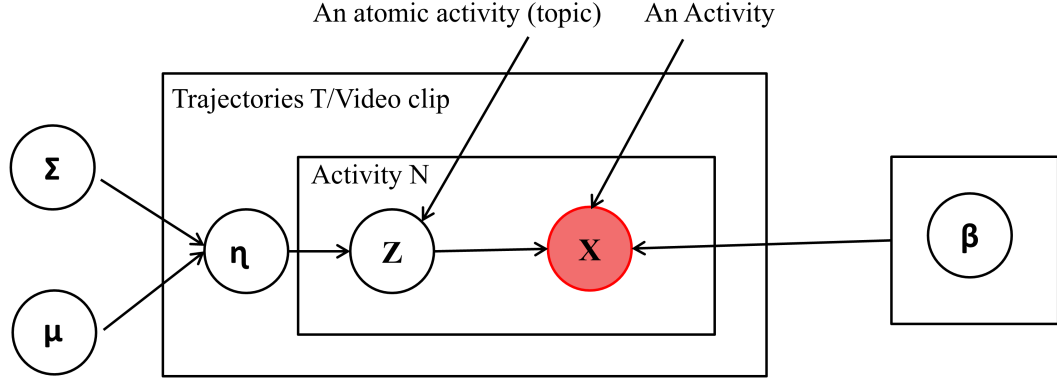 An atomic activity (topic)
An Activity
Trajectories T/Video clip
Activity N
Σ
η
Z
X
β
μ